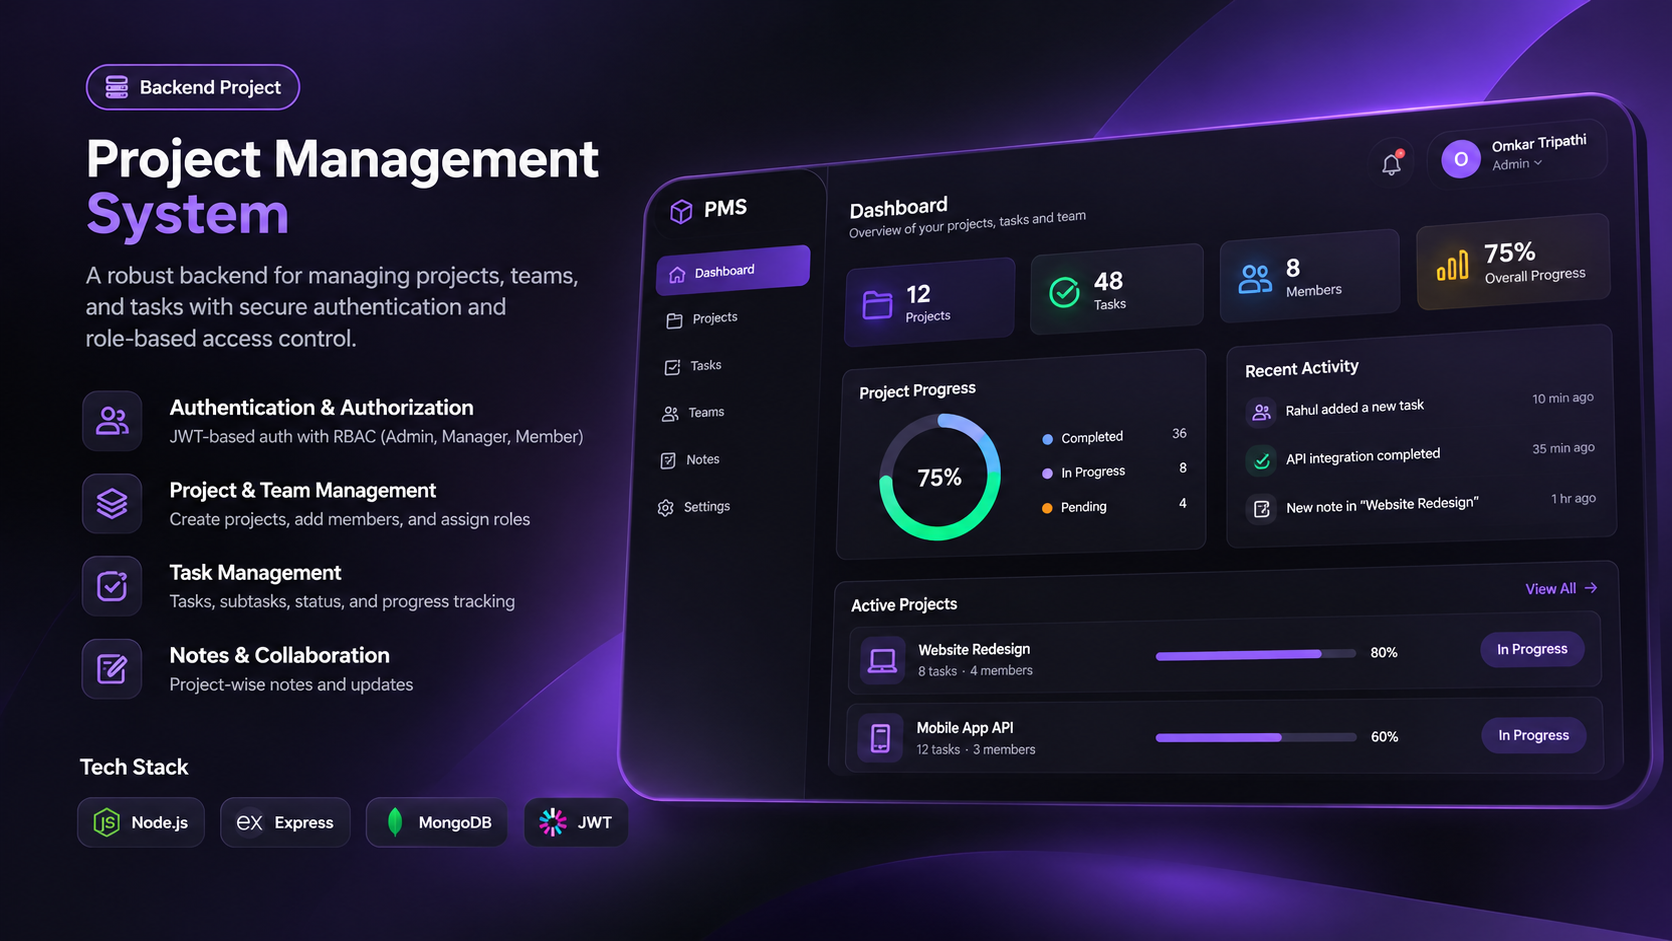 Backend Project
Project Management
System
A robust backend for managing projects, teams,
and tasks with secure authentication and
role-based access control.
Authentication & Authorization
JWT-based auth with RBAC (Admin, Manager, Member)
Project & Team Management
Create projects, add members, and assign roles
Task Management
Tasks, subtasks, status, and progress tracking
Notes & Collaboration
Project-wise notes and updates
Tech Stack
JS Node.js
ex Express
MongoDB
JWT
PMS
Dashboard
Projects
Tasks
Teams
Notes
Settings
O
Omkar Tripathi
Admin
Dashboard
Overview of your projects, tasks and team
12
Projects
48
Tasks
8
Members
75%
Overall Progress
Project Progress
75%
Completed 36
In Progress 8
Pending 4
Recent Activity
Rahul added a new task 10 min ago
API integration completed 35 min ago
New note in "Website Redesign" 1 hr ago
Active Projects
View All →
Website Redesign
8 tasks · 4 members
80%
In Progress
Mobile App API
12 tasks · 3 members
60%
In Progress